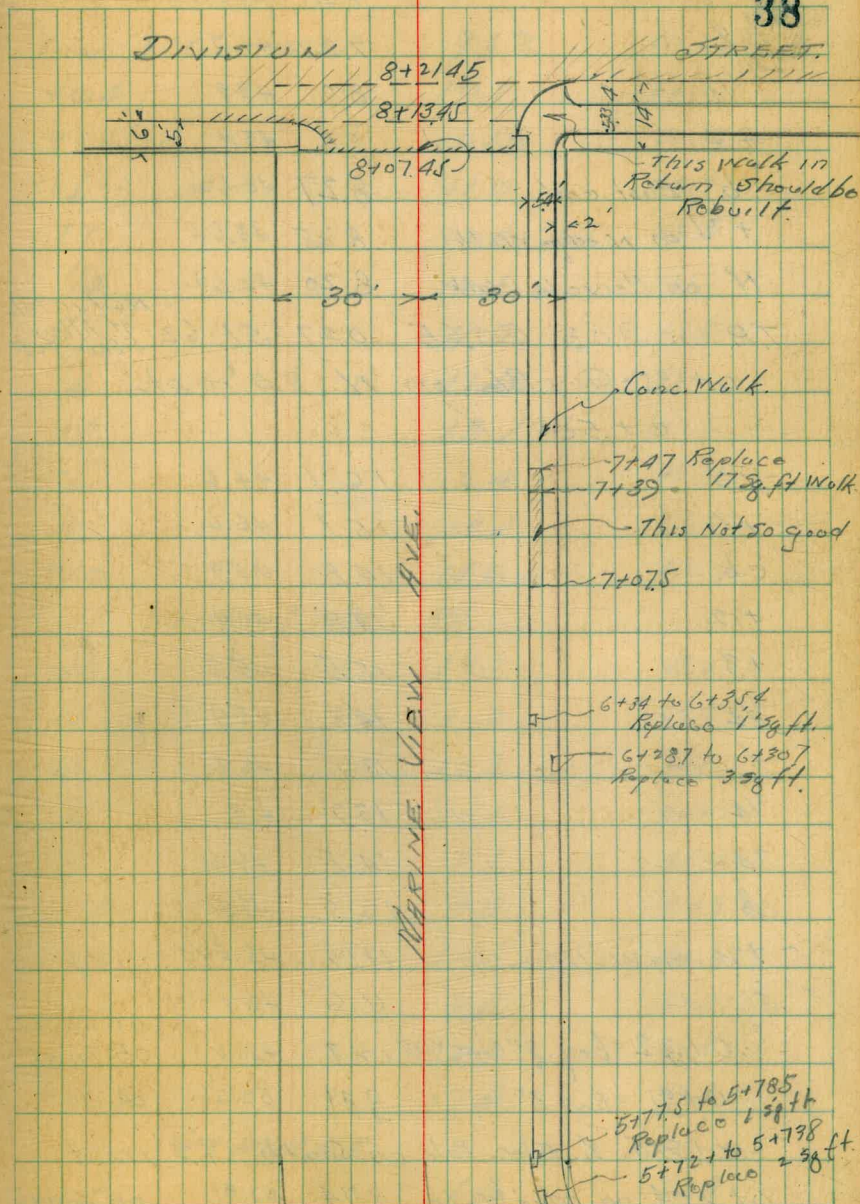 38
DIVISION STREET.
8+21.45
8+13.45
8+07.45
6'
5'
5.4
14'
This Walk in
Return Should be
Rebuilt.
5.4'
2'
30' 30'
Conc. Walk.
7+47 Replace
17 Sq. ft Walk
7+39
This Not So good
7+07.5
MARINE VIEW AVE.
6+34 to 6+35.4
Replace 1 sq ft.
6+28.7 to 6+30.7
Replace 3 sq ft.
5+77.5 to 5+78.5
Replace 1 sq ft
5+72.1 to 5+73.8
Replace 2 sq ft.